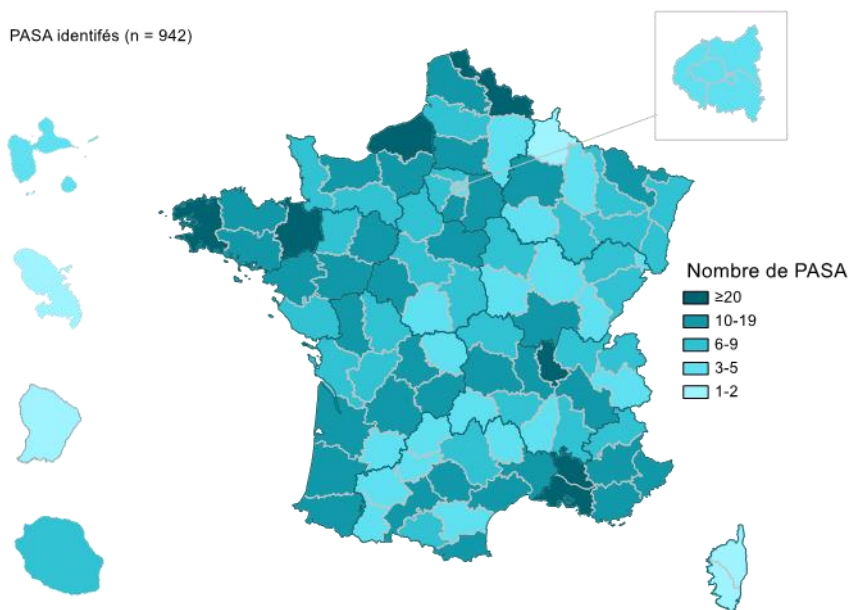 PASA identifés (n = 942)
Nombre de PASA
≥20
10-19
6-9
3-5
1-2